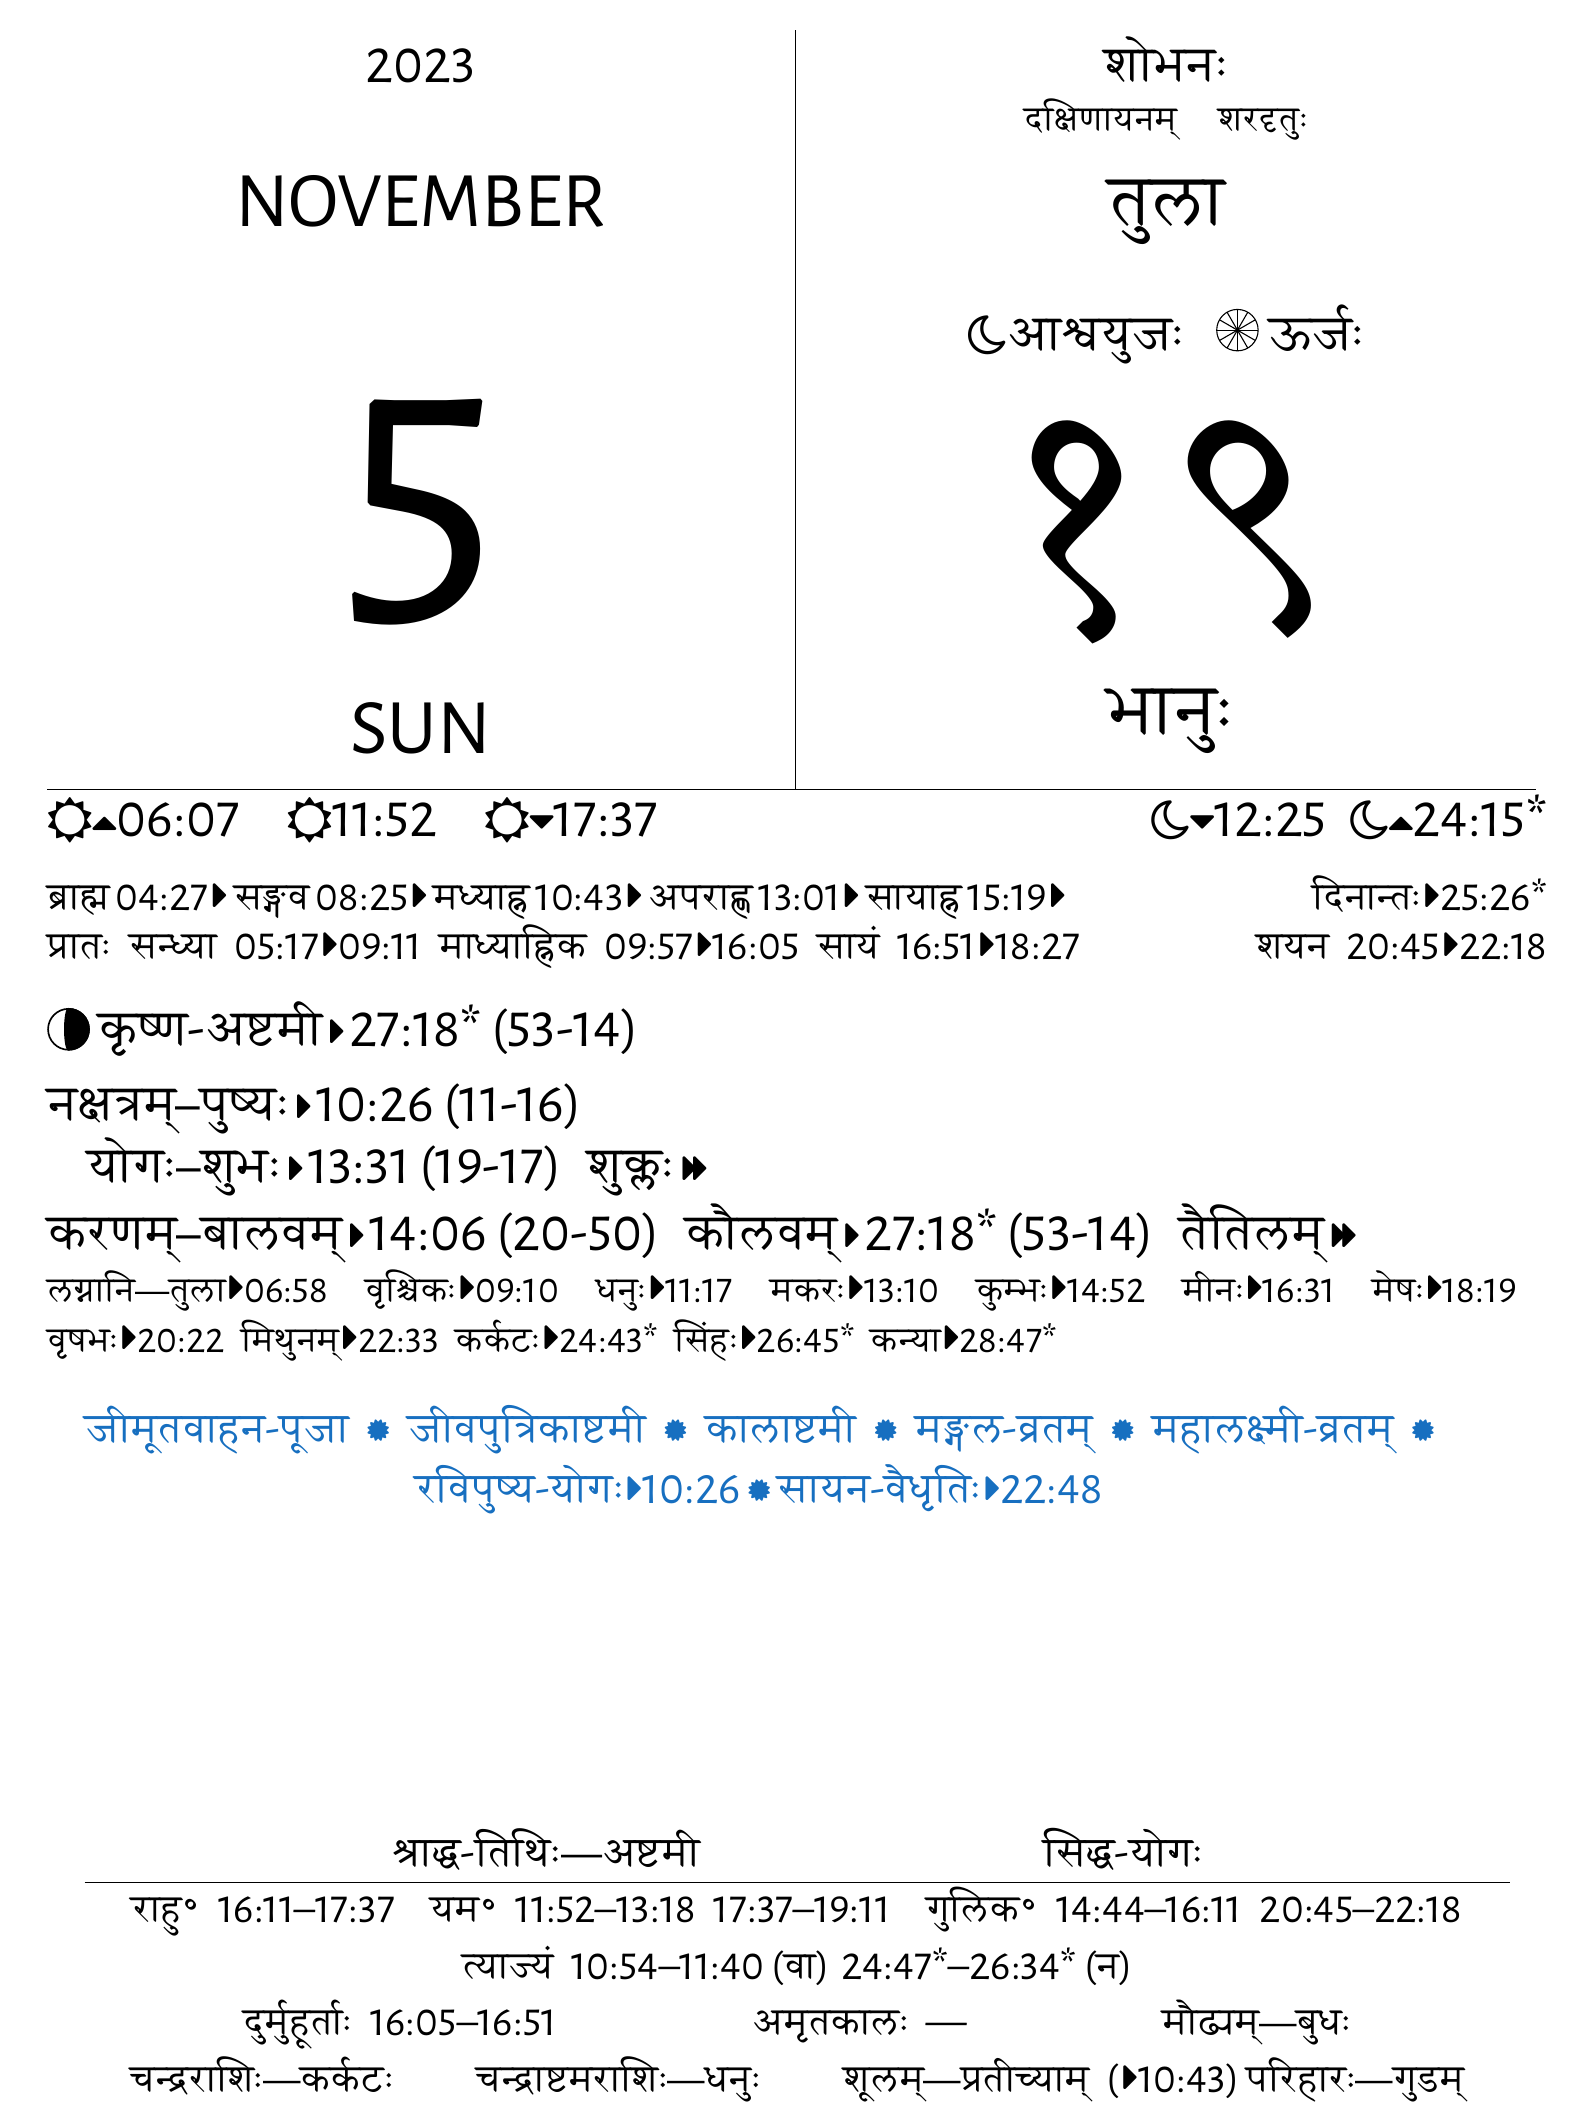 2023
NOVEMBER
5
SUN
शोभनः
दक्षिणायनम् शरदृतुः
तुला
आश्वयुजः ऊर्जः
१९
भानुः
06:07 11:52 17:37 12:25 24:15*
ब्राह्म 04:27 सङ्गव 08:25 मध्याह्न 10:43 अपराह्ण 13:01 सायाह्न 15:19 दिनान्तः 25:26*
प्रातः सन्ध्या 05:17 09:11 माध्याह्निक 09:57 16:05 सायं 16:51 18:27 शयन 20:45 22:18
कृष्ण-अष्टमी 27:18* (53-14)
नक्षत्रम्–पुष्यः 10:26 (11-16)
योगः–शुभः 13:31 (19-17) शुक्लः
करणम्–बालवम् 14:06 (20-50) कौलवम् 27:18* (53-14) तैतिलम्
लग्नानि—तुला 06:58 वृश्चिकः 09:10 धनुः 11:17 मकरः 13:10 कुम्भः 14:52 मीनः 16:31 मेषः 18:19
वृषभः 20:22 मिथुनम् 22:33 कर्कटः 24:43* सिंहः 26:45* कन्या 28:47*
जीमूतवाहन-पूजा जीवपुत्रिकाष्टमी कालाष्टमी मङ्गल-व्रतम् महालक्ष्मी-व्रतम्
रविपुष्य-योगः 10:26 सायन-वैधृतिः 22:48
श्राद्ध-तिथिः—अष्टमी सिद्ध-योगः
राहु॰ 16:11–17:37 यम॰ 11:52–13:18 17:37–19:11 गुलिक॰ 14:44–16:11 20:45–22:18
त्याज्यं 10:54–11:40 (वा) 24:47*–26:34* (न)
दुर्मुहूर्ताः 16:05–16:51 अमृतकालः — मौढ्यम्—बुधः
चन्द्रराशिः—कर्कटः चन्द्राष्टमराशिः—धनुः शूलम्—प्रतीच्याम् (10:43) परिहारः—गुडम्